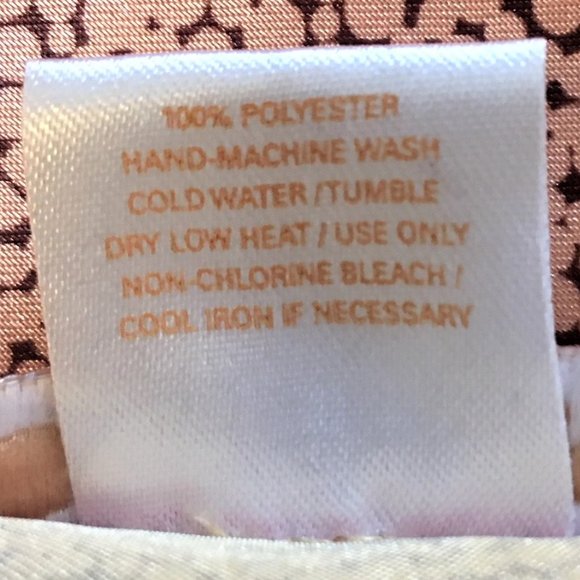 100% POLYESTER
HAND-MACHINE WASH
COLD WATER / TUMBLE
DRY LOW HEAT / USE ONLY
NON-CHLORINE BLEACH /
COOL IRON IF NECESSARY